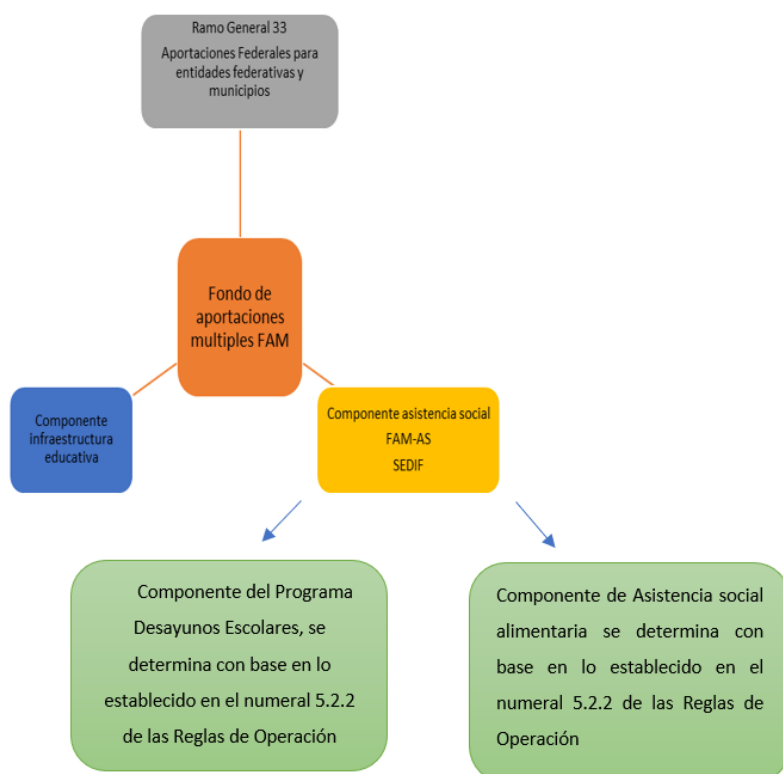 Ramo General 33
Aportaciones Federales para
entidades federativas y
municipios
Fondo de
aportaciones
multiples FAM
Componente
infraestructura
educativa
Componente asistencia social
FAM-AS
SEDIF
Componente del Programa
Desayunos Escolares, se
determina con base en lo
establecido en el numeral 5.2.2
de las Reglas de Operación
Componente de Asistencia social
alimentaria se determina con
base en lo establecido en el
numeral 5.2.2 de las Reglas de
Operación